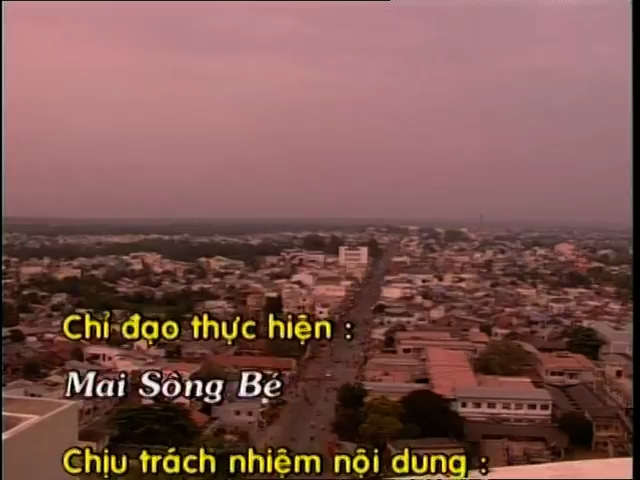 Chỉ đạo thực hiện :
Mai Sông Bé
Chịu trách nhiệm nội dung :